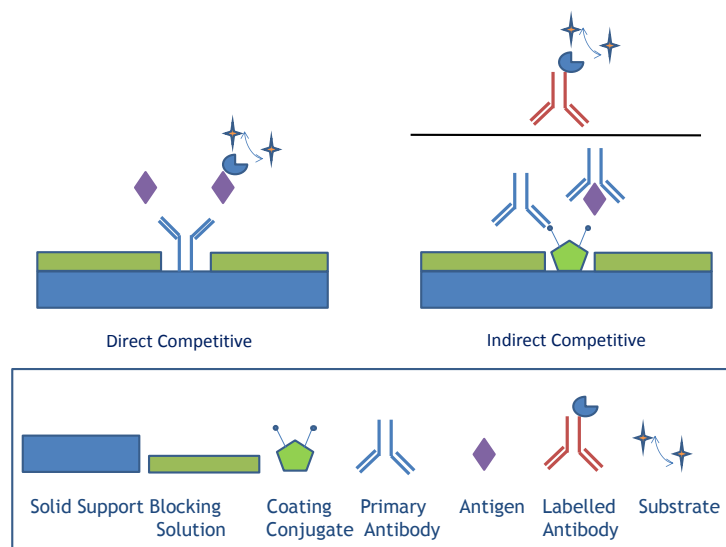 Direct Competitive
Indirect Competitive
Solid Support Blocking Coating Primary Antigen Labelled Substrate
Solution Conjugate Antibody Antibody